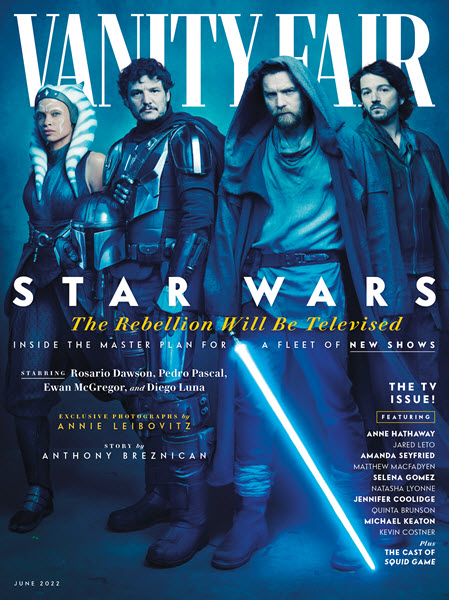 VANITY FAIR
STAR WARS
The Rebellion Will Be Televised
INSIDE THE MASTER PLAN FOR A FLEET OF NEW SHOWS
STARRING Rosario Dawson, Pedro Pascal,
Ewan McGregor, and Diego Luna
EXCLUSIVE PHOTOGRAPHS by
ANNIE LEIBOVITZ
STORY by
ANTHONY BREZNICAN
THE TV
ISSUE!
FEATURING
ANNE HATHAWAY
JARED LETO
AMANDA SEYFRIED
MATTHEW MACFADYEN
SELENA GOMEZ
NATASHA LYONNE
JENNIFER COOLIDGE
QUINTA BRUNSON
MICHAEL KEATON
KEVIN COSTNER
Plus
THE CAST OF
SQUID GAME
JUNE 2022